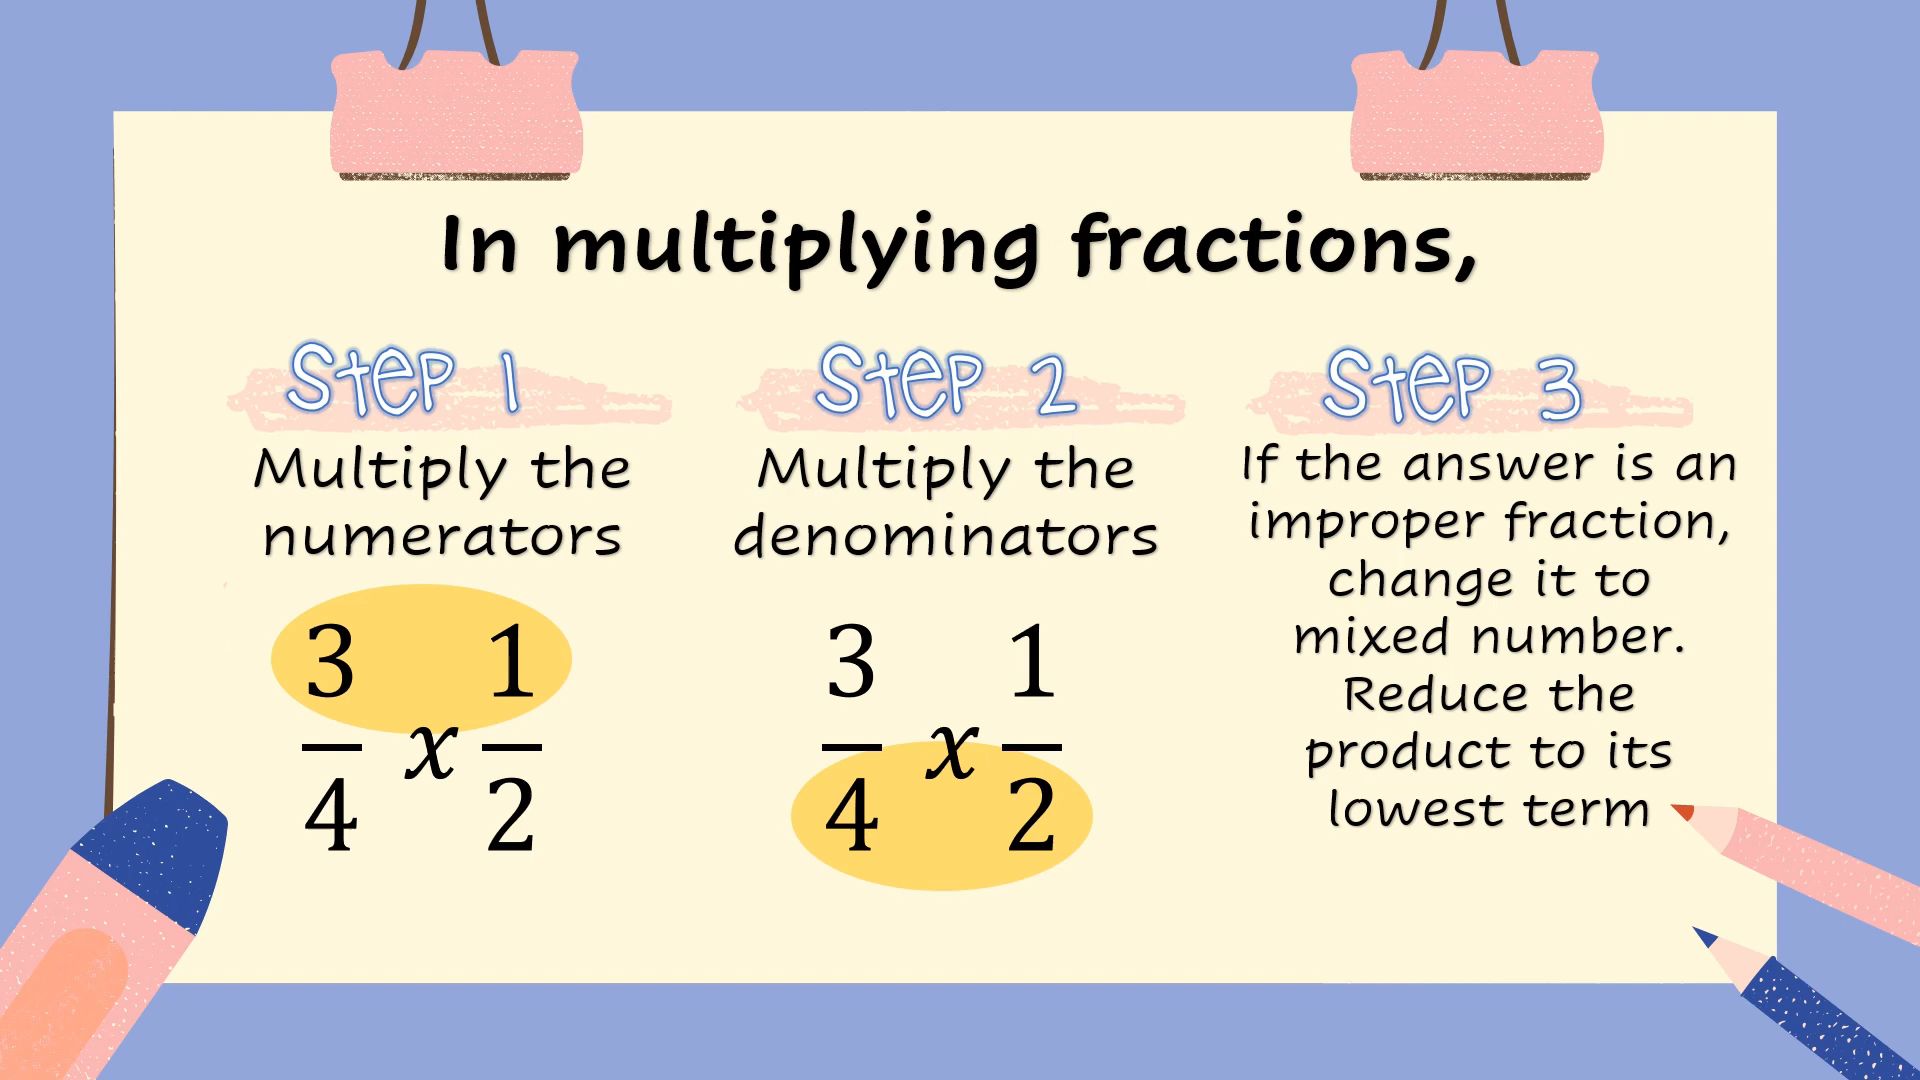 In multiplying fractions,
Step 1
Multiply the
numerators
3 1
x
4 2
Step 2
Multiply the
denominators
3 1
x
4 2
Step 3
If the answer is an
improper fraction,
change it to
mixed number.
Reduce the
product to its
lowest term